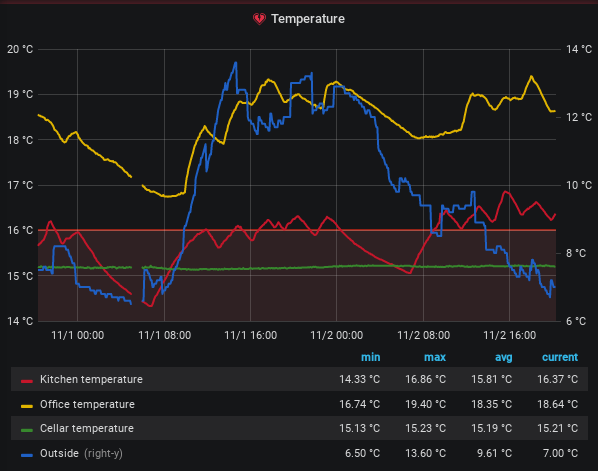 Temperature
20 °C 14 °C
19 °C 12 °C
18 °C
17 °C 10 °C
16 °C
15 °C 8 °C
14 °C 6 °C
11/1 00:00 11/1 08:00 11/1 16:00 11/2 00:00 11/2 08:00 11/2 16:00
min max avg current
Kitchen temperature 14.33 °C 16.86 °C 15.81 °C 16.37 °C
Office temperature 16.74 °C 19.40 °C 18.35 °C 18.64 °C
Cellar temperature 15.13 °C 15.23 °C 15.19 °C 15.21 °C
Outside (right-y) 6.50 °C 13.60 °C 9.61 °C 7.00 °C